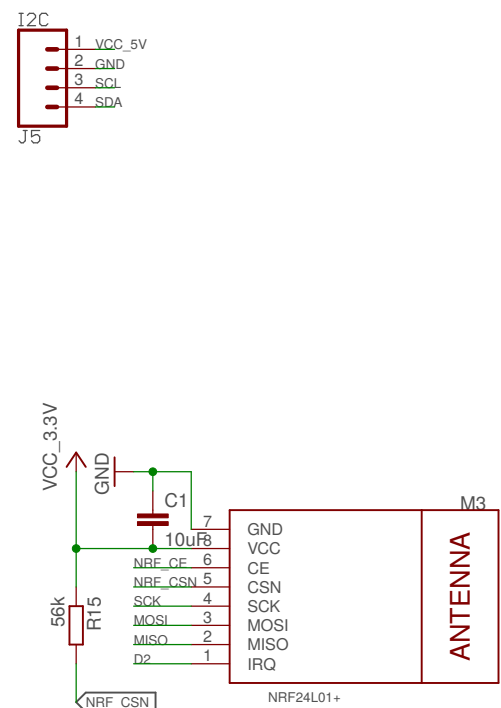 I2C
1 VCC_5V
2 GND
3 SCL
4 SDA
J5
VCC_3.3V
GND
C1
10uF
M3
7 GND
8 VCC
NRF_CE 6 CE
NRF_CSN 5 CSN
SCK 4 SCK
MOSI 3 MOSI
MISO 2 MISO
D2 1 IRQ
ANTENNA
56k
R15
NRF_CSN
NRF24L01+